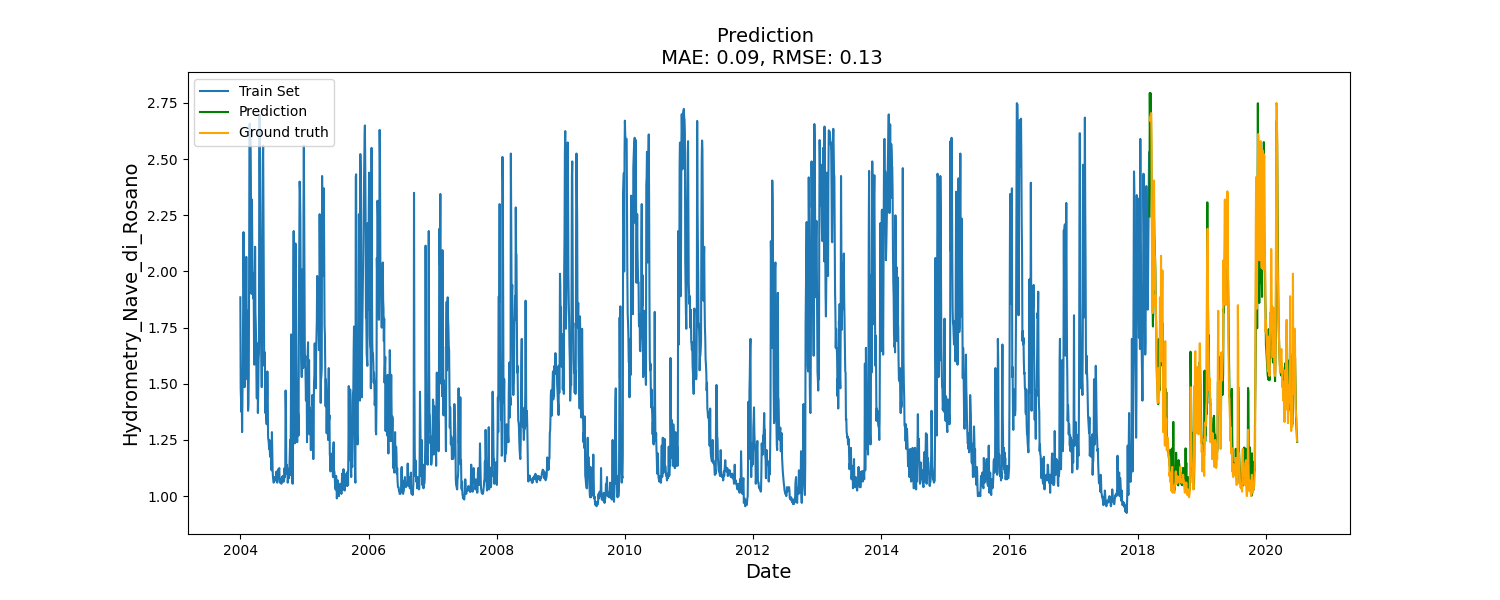 Prediction
MAE: 0.09, RMSE: 0.13
Train Set
Prediction
Ground truth
Hydrometry_Nave_di_Rosano
2.75
2.50
2.25
2.00
1.75
1.50
1.25
1.00
2004 2006 2008 2010 2012 2014 2016 2018 2020
Date